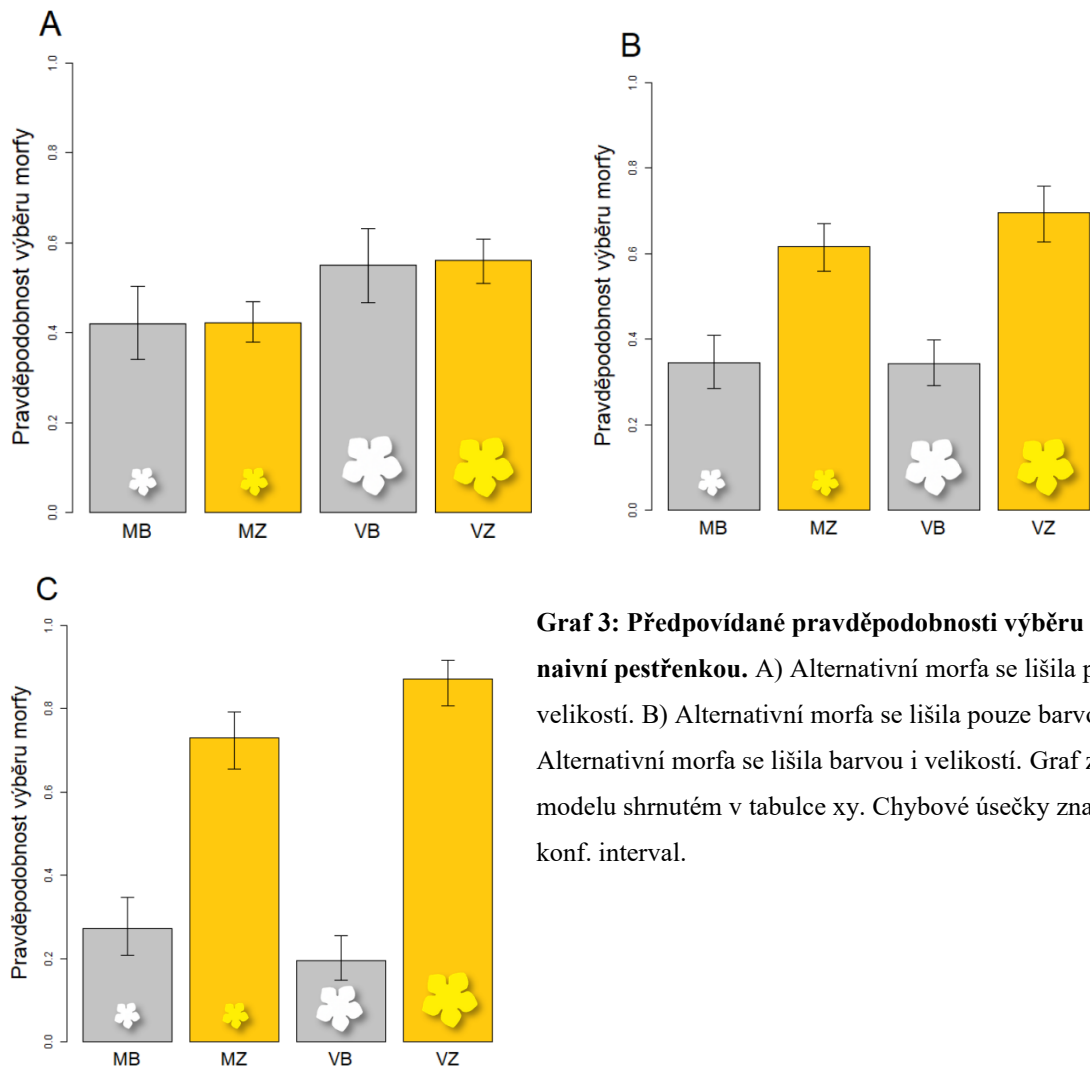 A
Pravděpodobnost výběru morfy
1.0
0.8
0.6
0.4
0.2
0.0
MB MZ VB VZ
B
Pravděpodobnost výběru morfy
1.0
0.8
0.6
0.4
0.2
0.0
MB MZ VB VZ
C
Pravděpodobnost výběru morfy
1.0
0.8
0.6
0.4
0.2
0.0
MB MZ VB VZ
Graf 3: Předpovídané pravděpodobnosti výběru
naivní pestřenkou. A) Alternativní morfa se lišila
velikostí. B) Alternativní morfa se lišila pouze
Alternativní morfa se lišila barvou i velikostí. Graf
modelu shrnutém v tabulce xy. Chybové úsečky
konf. interval.